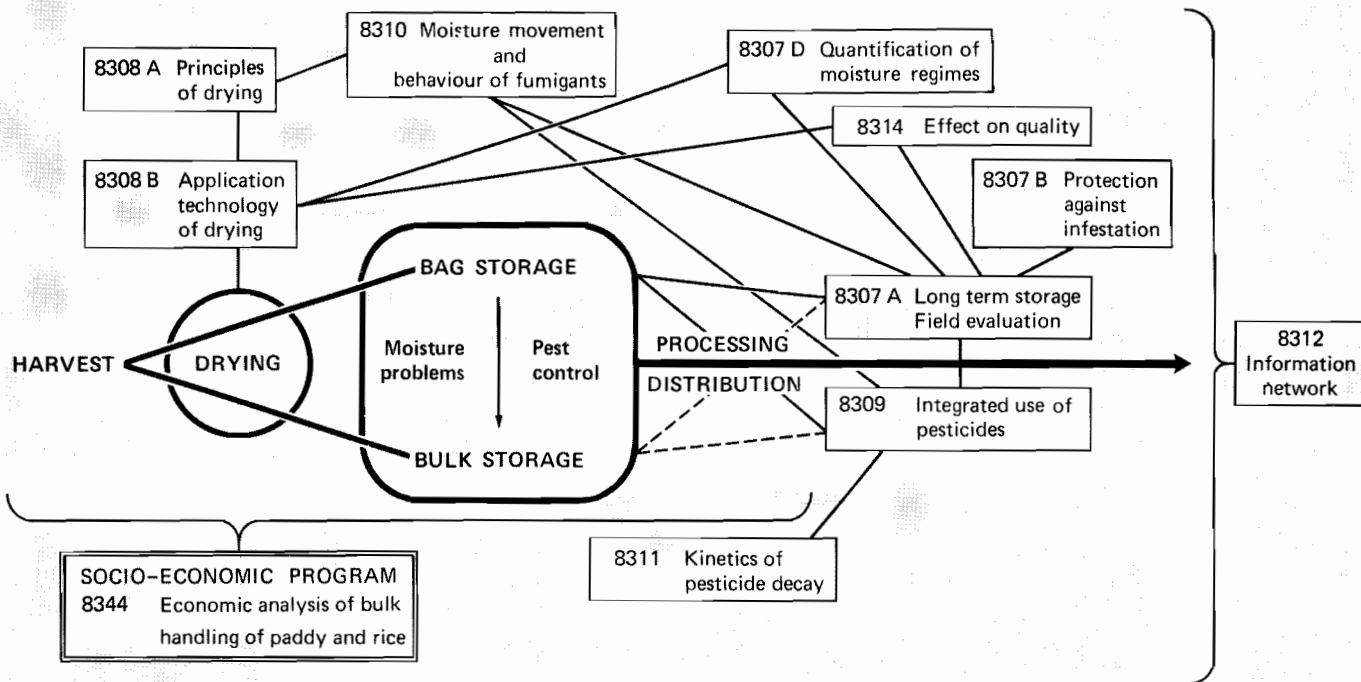 8310 Moisture movement
and
behaviour of fumigants
8308 A Principles
of drying
8307 D Quantification of
moisture regimes
8314 Effect on quality
8308 B Application
technology
of drying
8307 B Protection
against
infestation
BAG STORAGE
8307 A Long term storage
Field evaluation
HARVEST
DRYING
Moisture
problems
Pest
control
PROCESSING
DISTRIBUTION
8312
Information
network
8309 Integrated use of
pesticides
BULK STORAGE
8311 Kinetics of
pesticide decay
SOCIO-ECONOMIC PROGRAM
8344 Economic analysis of bulk
handling of paddy and rice